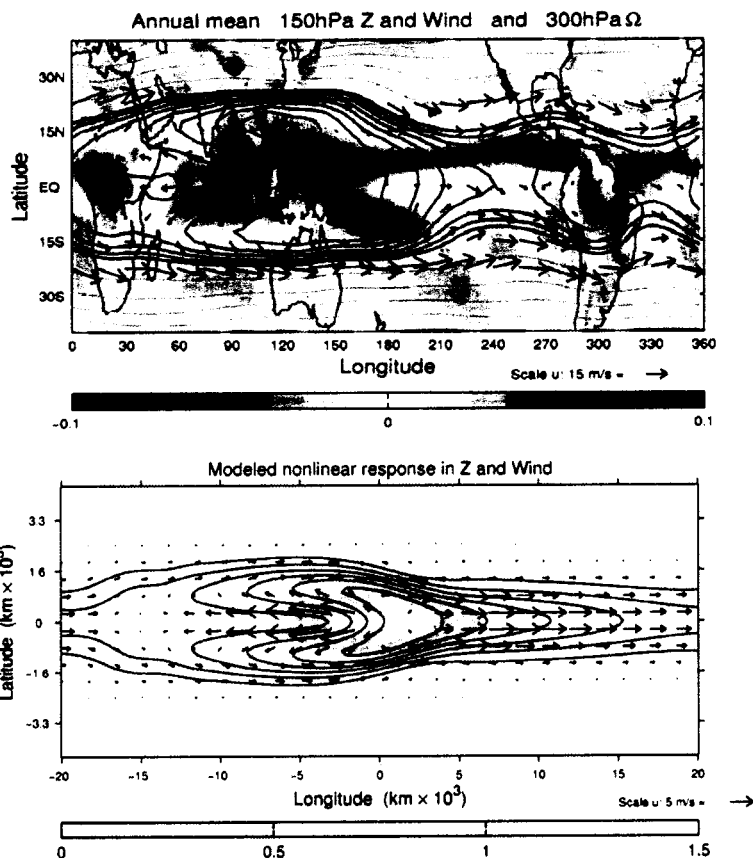 Annual mean 150hPa Z and Wind and 300hPa Ω
Latitude
30N
15N
EQ
15S
30S
0 30 60 90 120 150 180 210 240 270 300 330 360
Longitude
Scale u: 15 m/s =
-0.1 0 0.1
Modeled nonlinear response in Z and Wind
Latitude (km × 10³)
3.3
1.6
0
-1.6
-3.3
-20 -15 -10 -5 0 5 10 15 20
Longitude (km × 10³)
Scale u: 5 m/s =
0 0.5 1 1.5